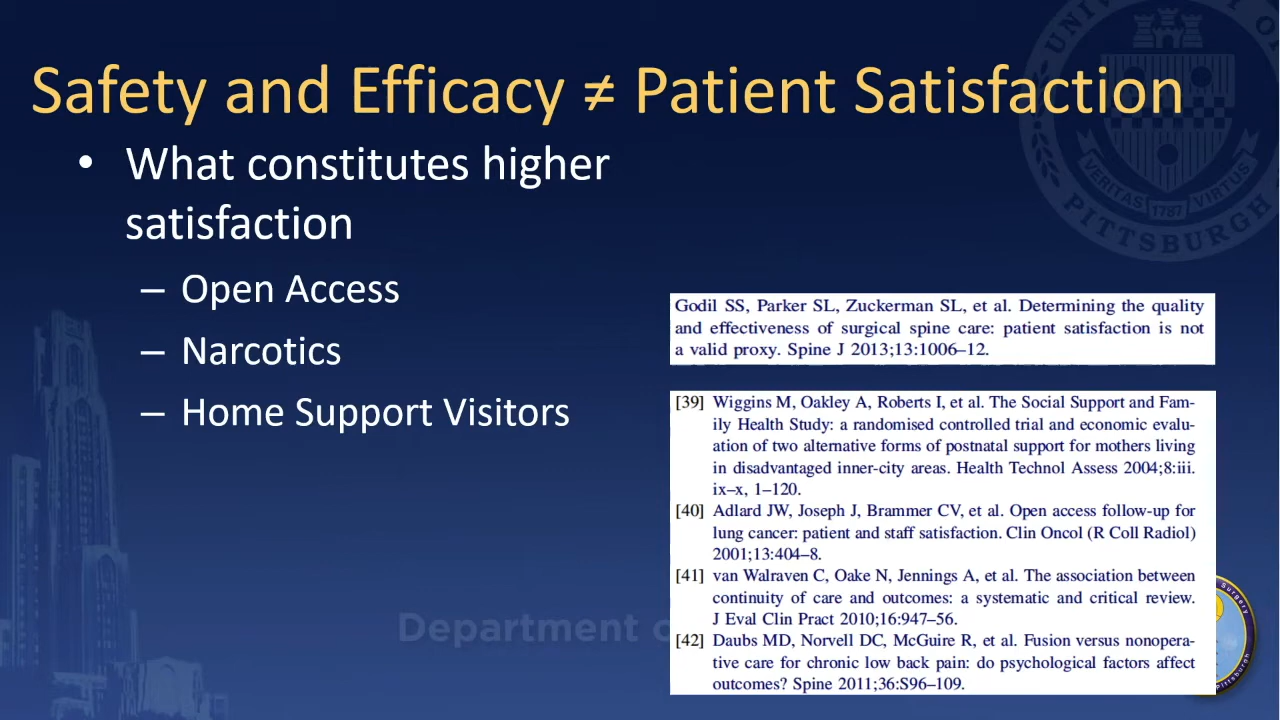 Safety and Efficacy ≠ Patient Satisfaction
• What constitutes higher
satisfaction
– Open Access
– Narcotics
– Home Support Visitors
Godil SS, Parker SL, Zuckerman SL, et al. Determining the quality
and effectiveness of surgical spine care: patient satisfaction is not
a valid proxy. Spine J 2013;13:1006–12.
[39] Wiggins M, Oakley A, Roberts I, et al. The Social Support and Fam-
ily Health Study: a randomised controlled trial and economic evalu-
ation of two alternative forms of postnatal support for mothers living
in disadvantaged inner-city areas. Health Technol Assess 2004;8:iii.
ix–x, 1–120.
[40] Adlard JW, Joseph J, Brammer CV, et al. Open access follow-up for
lung cancer: patient and staff satisfaction. Clin Oncol (R Coll Radiol)
2001;13:404–8.
[41] van Walraven C, Oake N, Jennings A, et al. The association between
continuity of care and outcomes: a systematic and critical review.
J Eval Clin Pract 2010;16:947–56.
[42] Daubs MD, Norvell DC, McGuire R, et al. Fusion versus nonopera-
tive care for chronic low back pain: do psychological factors affect
outcomes? Spine 2011;36:S96–109.
Department
VERITAS 1787 VIRTUS
PITTSBURGH
Surgery
Pittsburgh